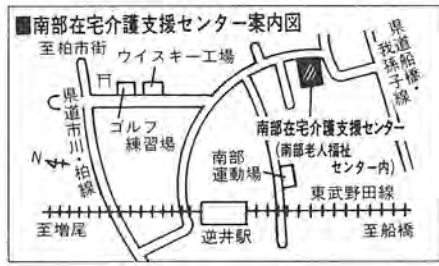 ■南部在宅介護支援センター案内図
至柏市街
ウイスキー工場
県道船橋・
我孫子線
県道市川・柏線
ゴルフ
練習場
南部在宅介護支援センター
(南部老人福祉
センター内)
N
南部
運動場
東武野田線
至増尾
逆井駅
至船橋